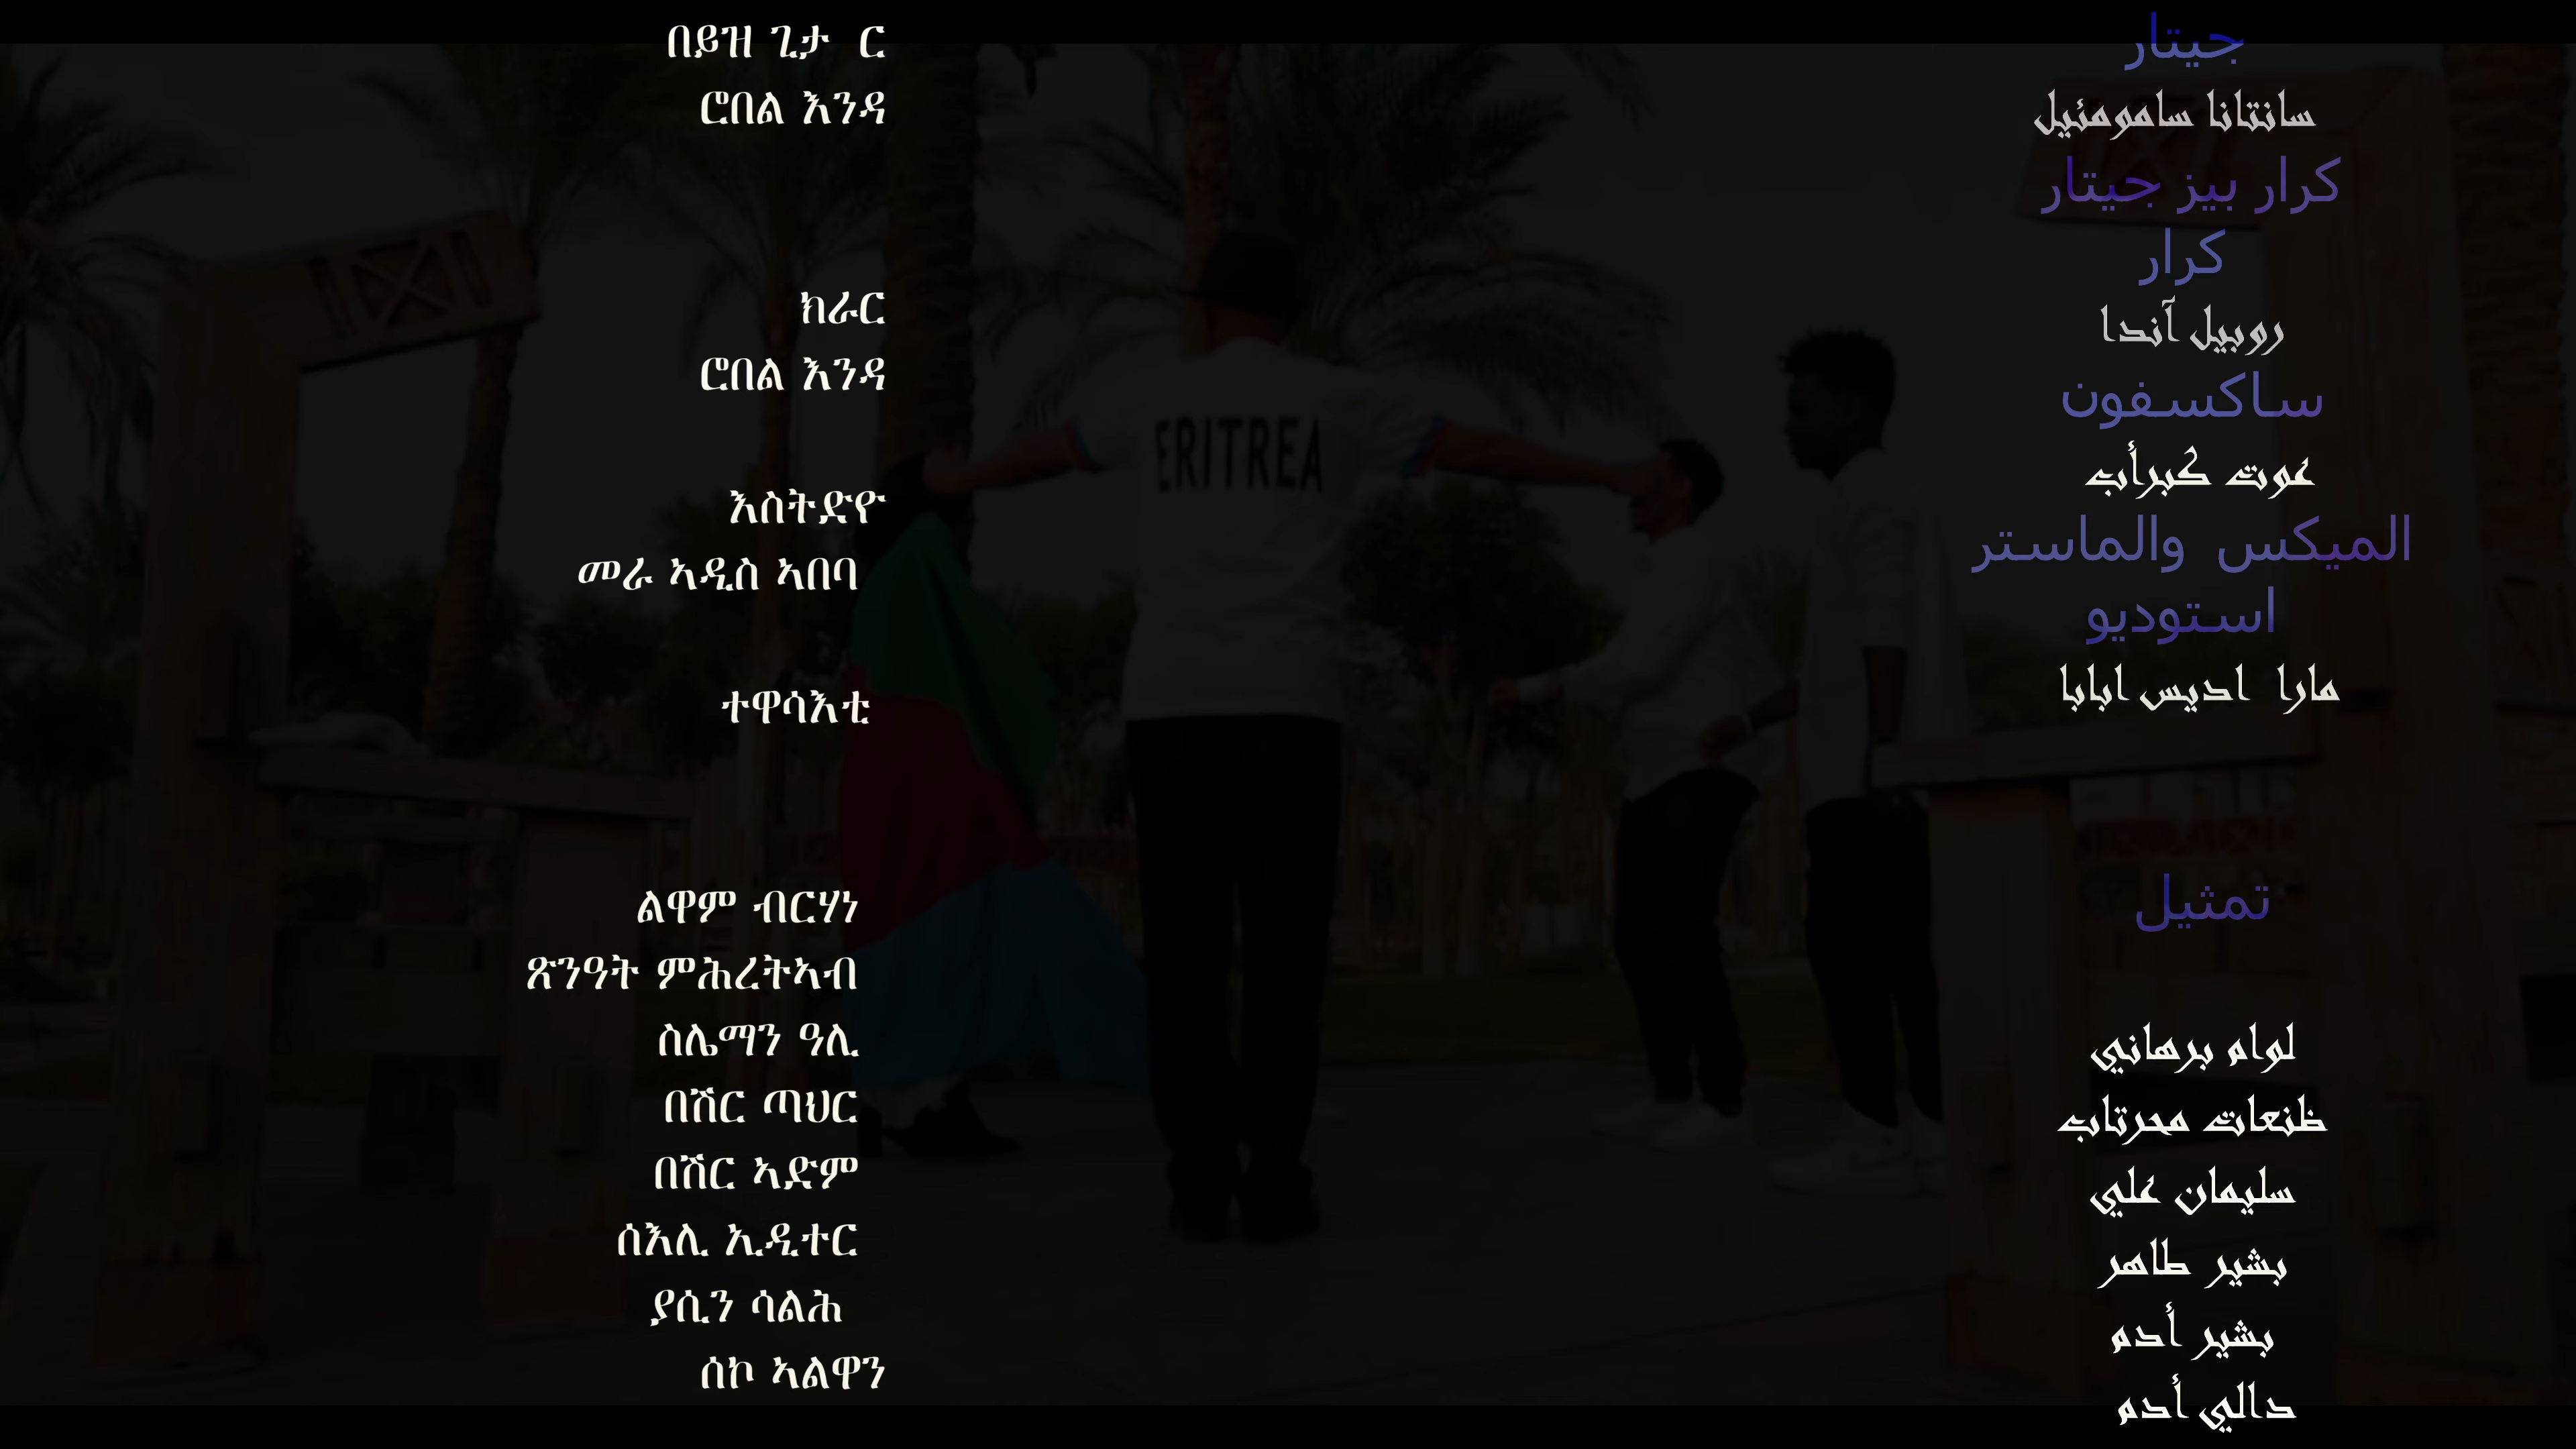 በይዝ ጊታ ር
ሮበል እንዳ
ክራር
ሮበል እንዳ
እስትድዮ
መራ ኣዲስ ኣበባ
ተዋሳእቲ
ልዋም ብርሃነ
ጽንዓት ምሕረትኣብ
ስሌማን ዓሊ
በሽር ጣህር
በሽር ኣድም
ሰእሊ ኢዲተር
ያሲን ሳልሕ
ሰኮ ኣልዋን
ERITREA
جيتار
سانتانا سامومئيل
كرار بيز جيتار
كرار
روبيل آندا
ساكسفون
عوت كبرأب
الميكس والماستر
استوديو
مارا اديس ابابا
تمثيل
لوام برهاني
ظنعات محرتاب
سليمان علي
بشير طاهر
بشير أدم
دالي أدم